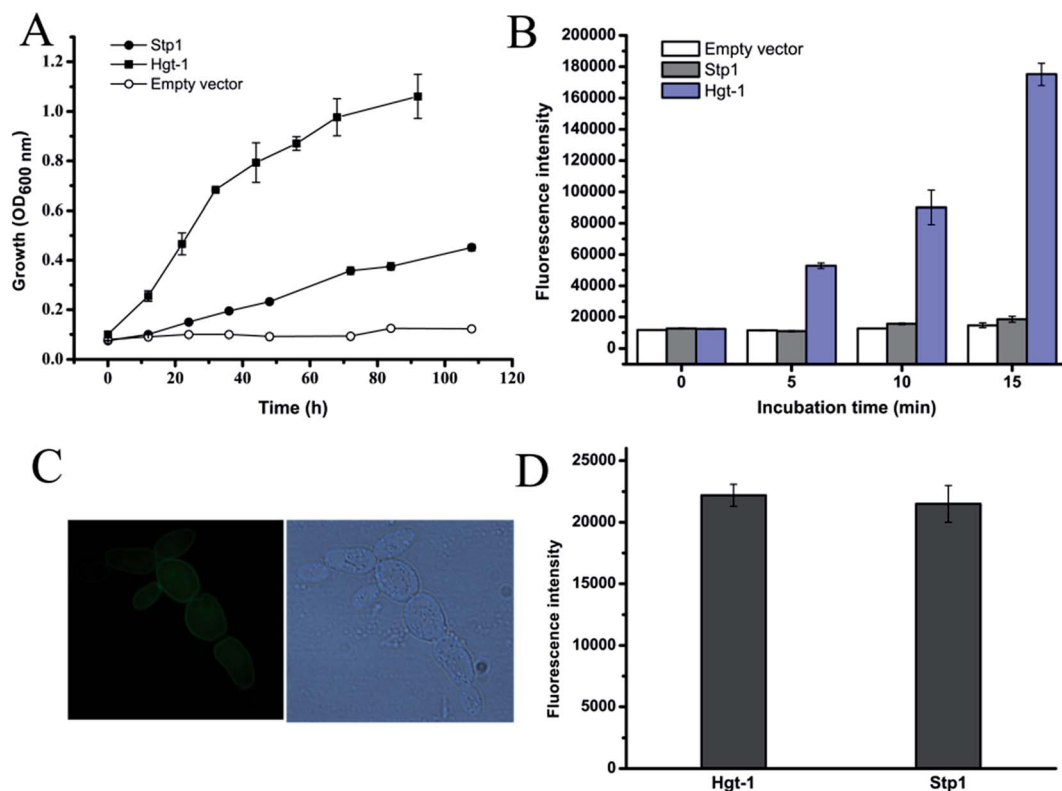 A
Stp1
Hgt-1
Empty vector
Growth (OD600 nm)
1.2
1.0
0.8
0.6
0.4
0.2
0.0
0 20 40 60 80 100 120
Time (h)
B
Empty vector
Stp1
Hgt-1
Fluorescence intensity
200000
180000
160000
140000
120000
100000
80000
60000
40000
20000
0
0 5 10 15
Incubation time (min)
C
D
Fluorescence intensity
25000
20000
15000
10000
5000
0
Hgt-1 Stp1